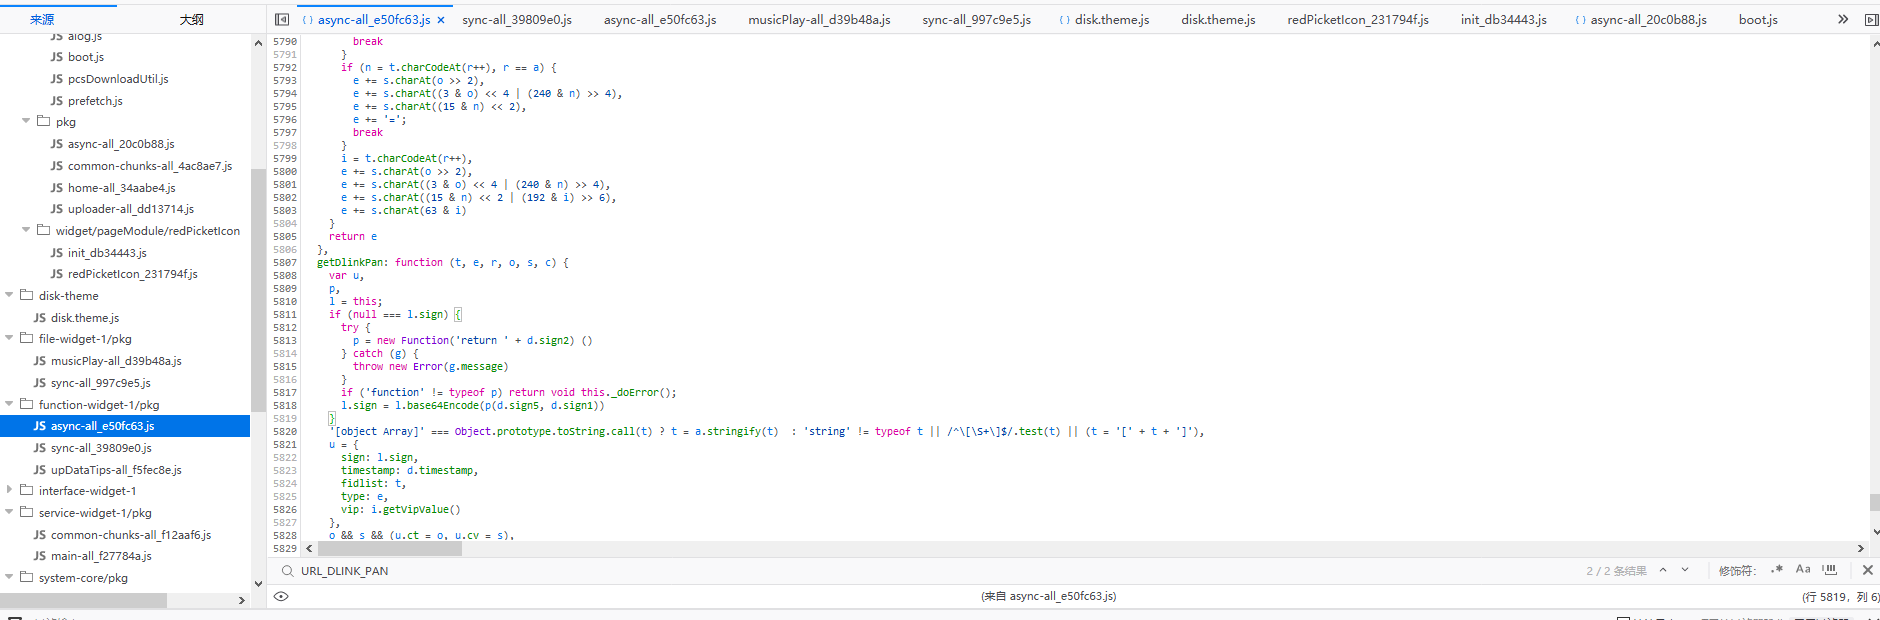 来源
大纲
async-all_e50fc63.js
sync-all_39809e0.js
async-all_e50fc63.js
musicPlay-all_d39b48a.js
sync-all_997c9e5.js
disk.theme.js
disk.theme.js
redPicketIcon_231794f.js
init_db34443.js
async-all_20c0b88.js
boot.js
JS alog.js
JS boot.js
JS pcsDownloadUtil.js
JS prefetch.js
pkg
JS async-all_20c0b88.js
JS common-chunks-all_4ac8ae7.js
JS home-all_34aabe4.js
JS uploader-all_dd13714.js
widget/pageModule/redPicketIcon
JS init_db34443.js
JS redPicketIcon_231794f.js
disk-theme
JS disk.theme.js
file-widget-1/pkg
JS musicPlay-all_d39b48a.js
JS sync-all_997c9e5.js
function-widget-1/pkg
JS async-all_e50fc63.js
JS sync-all_39809e0.js
JS upDataTips-all_f5fec8e.js
interface-widget-1
service-widget-1/pkg
JS common-chunks-all_f12aaf6.js
JS main-all_f27784a.js
system-core/pkg
5790 break
5791 }
5792 if (n = t.charCodeAt(r++), r == a) {
5793 e += s.charAt(o >> 2),
5794 e += s.charAt((3 & o) << 4 | (240 & n) >> 4),
5795 e += s.charAt((15 & n) << 2),
5796 e += '=';
5797 break
5798 }
5799 i = t.charCodeAt(r++),
5800 e += s.charAt(o >> 2),
5801 e += s.charAt((3 & o) << 4 | (240 & n) >> 4),
5802 e += s.charAt((15 & n) << 2 | (192 & i) >> 6),
5803 e += s.charAt(63 & i)
5804 }
5805 return e
5806 },
5807 getDlinkPan: function (t, e, r, o, s, c) {
5808 var u,
5809 p,
5810 l = this;
5811 if (null === l.sign) {
5812 try {
5813 p = new Function('return ' + d.sign2) ()
5814 } catch (g) {
5815 throw new Error(g.message)
5816 }
5817 if ('function' != typeof p) return void this._doError();
5818 l.sign = l.base64Encode(p(d.sign5, d.sign1))
5819 }
5820 '[object Array]' === Object.prototype.toString.call(t) ? t = a.stringify(t) : 'string' != typeof t || /^\[\S+\]$/.test(t) || (t = '[' + t + ']'),
5821 u = {
5822 sign: l.sign,
5823 timestamp: d.timestamp,
5824 fidlist: t,
5825 type: e,
5826 vip: i.getVipValue()
5827 },
5828 o && s && (u.ct = o, u.cv = s),
5829
URL_DLINK_PAN
2 / 2 条结果
修饰符:
.*
Aa
(来自 async-all_e50fc63.js)
(行 5819，列 6)